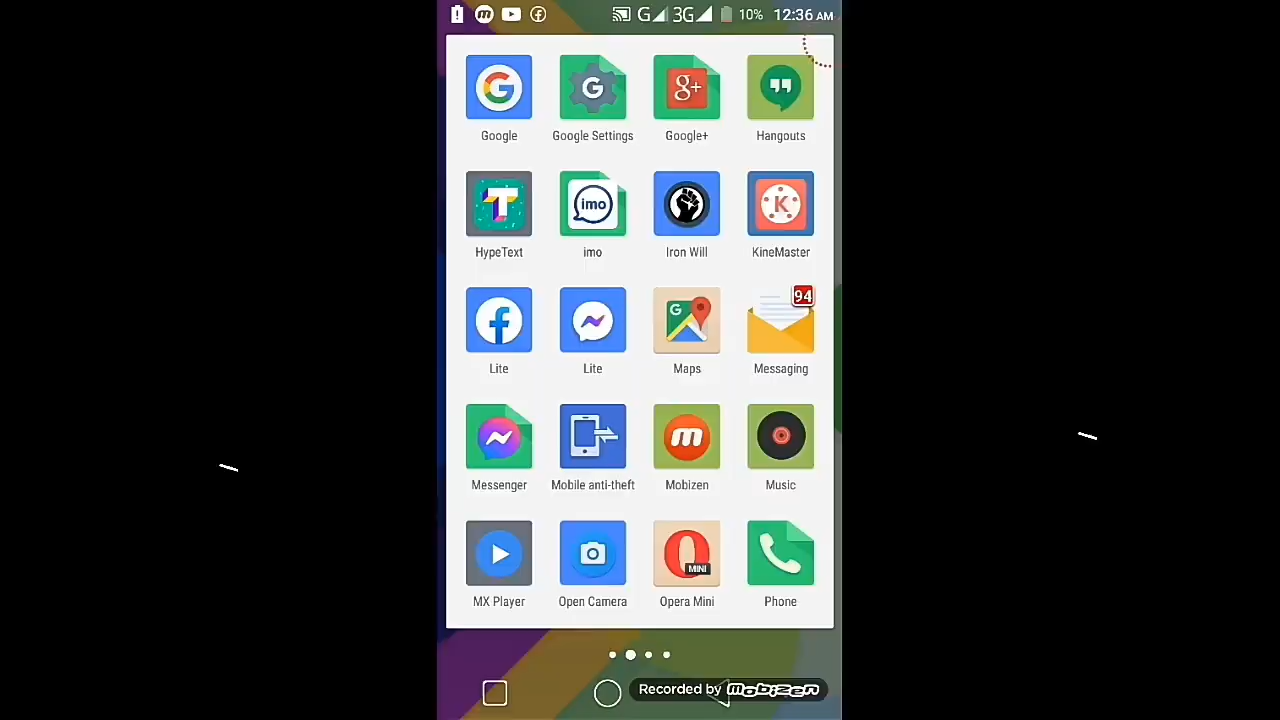 G 3G 10% 12:36 AM
Google Google Settings Google+ Hangouts
HypeText imo Iron Will KineMaster
94
Lite Lite Maps Messaging
Messenger Mobile anti-theft Mobizen Music
MINI
MX Player Open Camera Opera Mini Phone
Recorded by MOBIZEN